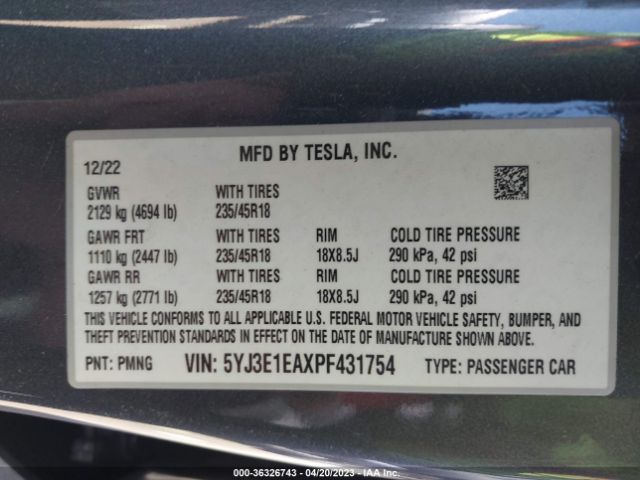 MFD BY TESLA, INC.
12/22
GVWR WITH TIRES
2129 kg (4694 lb) 235/45R18
GAWR FRT WITH TIRES RIM COLD TIRE PRESSURE
1110 kg (2447 lb) 235/45R18 18X8.5J 290 kPa, 42 psi
GAWR RR WITH TIRES RIM COLD TIRE PRESSURE
1257 kg (2771 lb) 235/45R18 18X8.5J 290 kPa, 42 psi
THIS VEHICLE CONFORMS TO ALL APPLICABLE U.S. FEDERAL MOTOR VEHICLE SAFETY, BUMPER, AND
THEFT PREVENTION STANDARDS IN EFFECT ON THE DATE OF MANUFACTURE SHOWN ABOVE.
PNT: PMNG VIN: 5YJ3E1EAXPF431754 TYPE: PASSENGER CAR
000-36326743 - 04/20/2023 - IAA Inc.